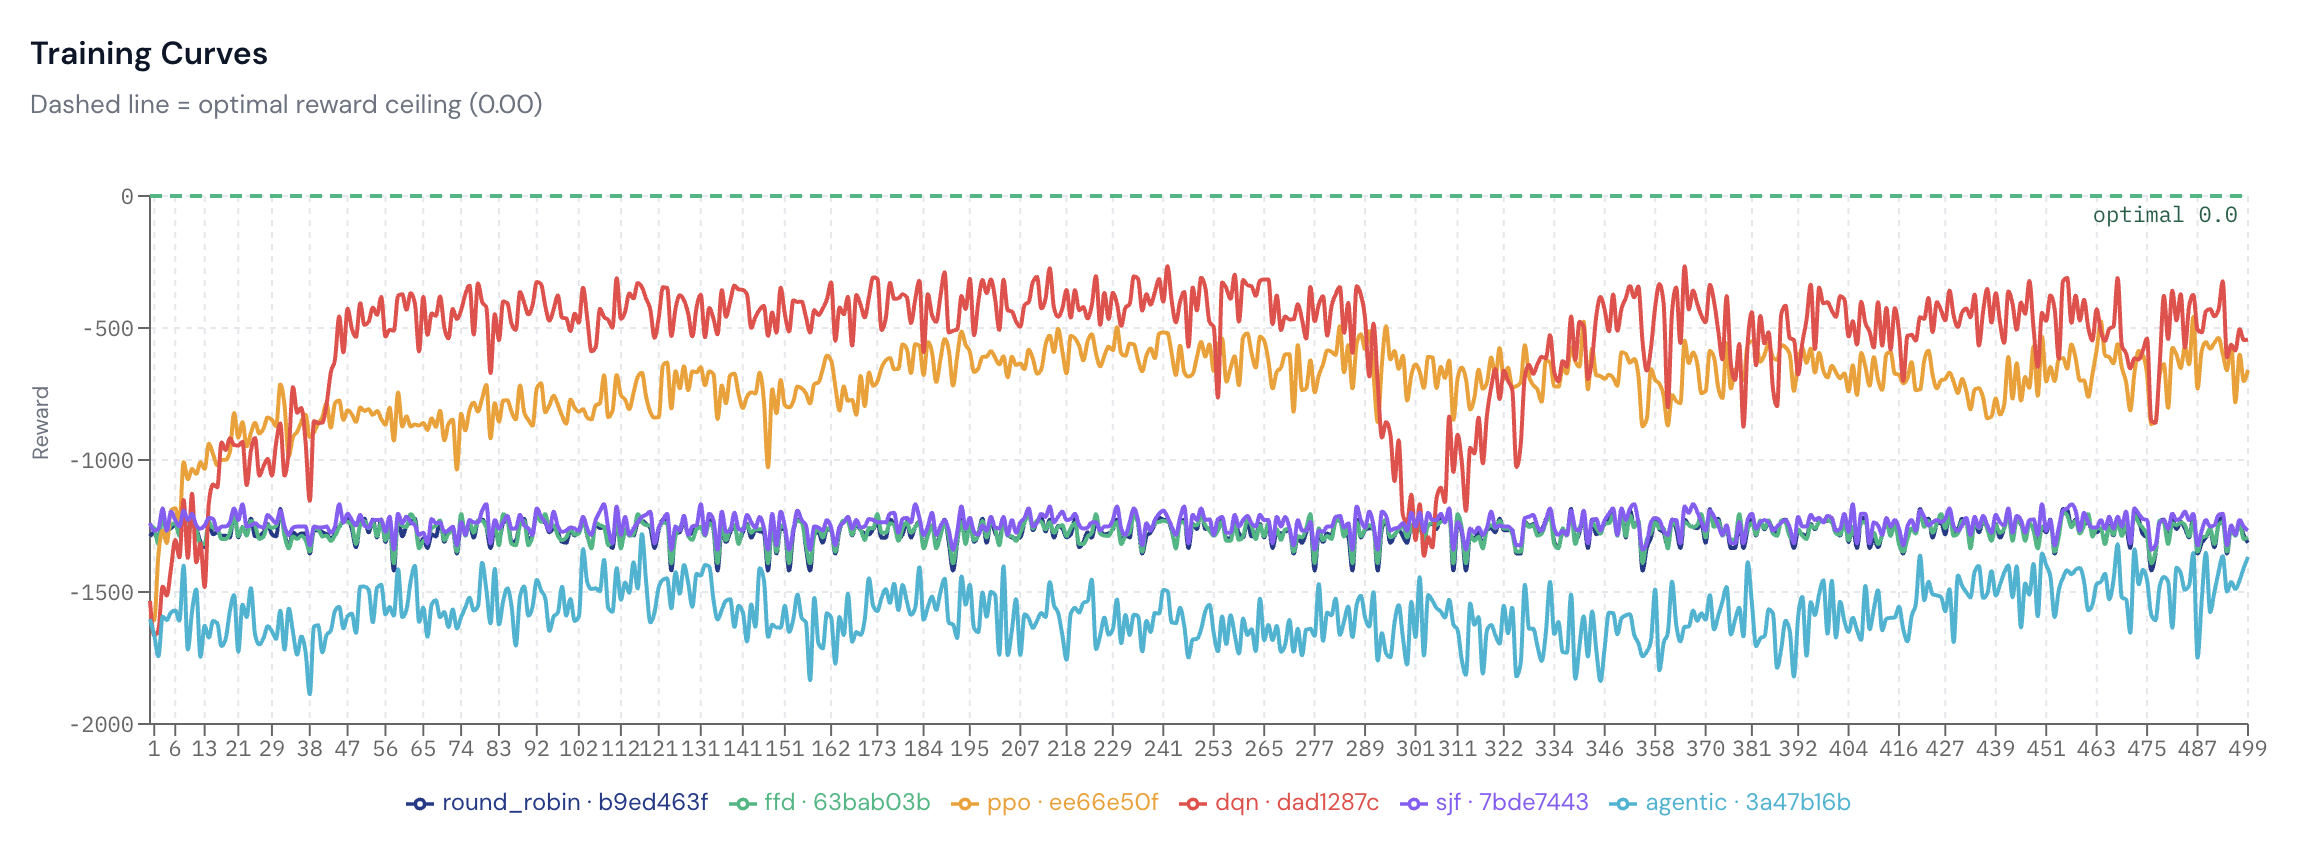 Training Curves
Dashed line = optimal reward ceiling (0.00)
0
optimal 0.0
-500
-1000
-1500
-2000
Reward
1 6 13 21 29 38 47 56 65 74 83 92 102 112 121 131 141 151 162 173 184 195 207 218 229 241 253 265 277 289 301 311 322 334 346 358 370 381 392 404 416 427 439 451 463 475 487 499
round_robin · b9ed463f ffd · 63bab03b ppo · ee66e50f dqn · dad1287c sjf · 7bde7443 agentic · 3a47b16b